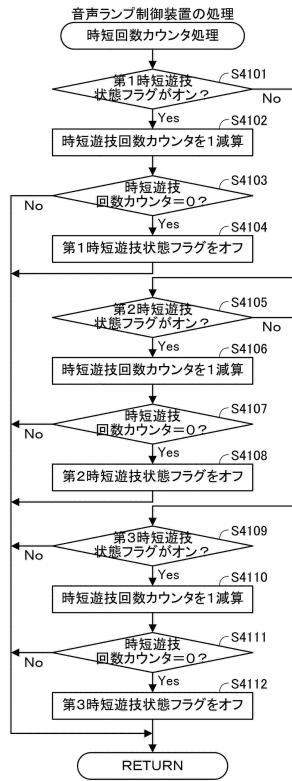 音声ランプ制御装置の処理
時短回数カウンタ処理
S4101
第1時短遊技
状態フラグがオン?
No
Yes
S4102
時短遊技回数カウンタを1減算
S4103
時短遊技
回数カウンタ=0?
No
Yes
S4104
第1時短遊技状態フラグをオフ
S4105
第2時短遊技
状態フラグがオン?
No
Yes
S4106
時短遊技回数カウンタを1減算
S4107
時短遊技
回数カウンタ=0?
No
Yes
S4108
第2時短遊技状態フラグをオフ
S4109
第3時短遊技
状態フラグがオン?
No
Yes
S4110
時短遊技回数カウンタを1減算
S4111
時短遊技
回数カウンタ=0?
No
Yes
S4112
第3時短遊技状態フラグをオフ
RETURN